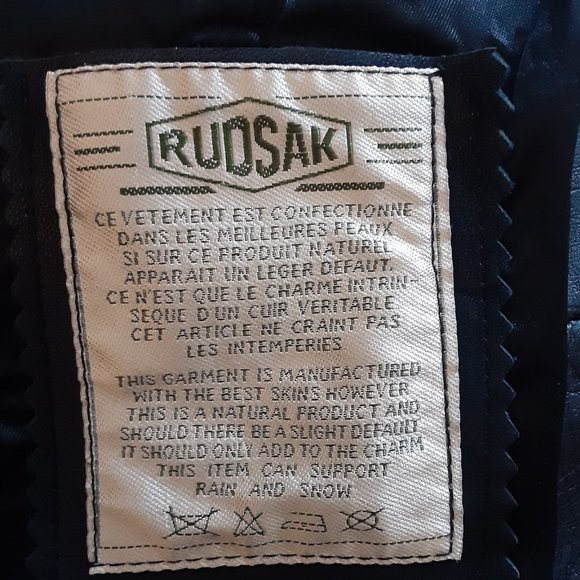 RUDSAK
CE VETEMENT EST CONFECTIONNE
DANS LES MEILLEURES PEAUX
SI SUR CE PRODUIT NATUREL
APPARAIT UN LEGER DEFAUT,
CE N'EST QUE LE CHARME INTRIN-
SEQUE D'UN CUIR VERITABLE
CET ARTICLE NE CRAINT PAS
LES INTEMPERIES
THIS GARMENT IS MANUFACTURED
WITH THE BEST SKINS HOWEVER
THIS IS A NATURAL PRODUCT AND
SHOULD THERE BE A SLIGHT DEFAULT
IT SHOULD ONLY ADD TO THE CHARM
THIS ITEM CAN SUPPORT
RAIN AND SNOW